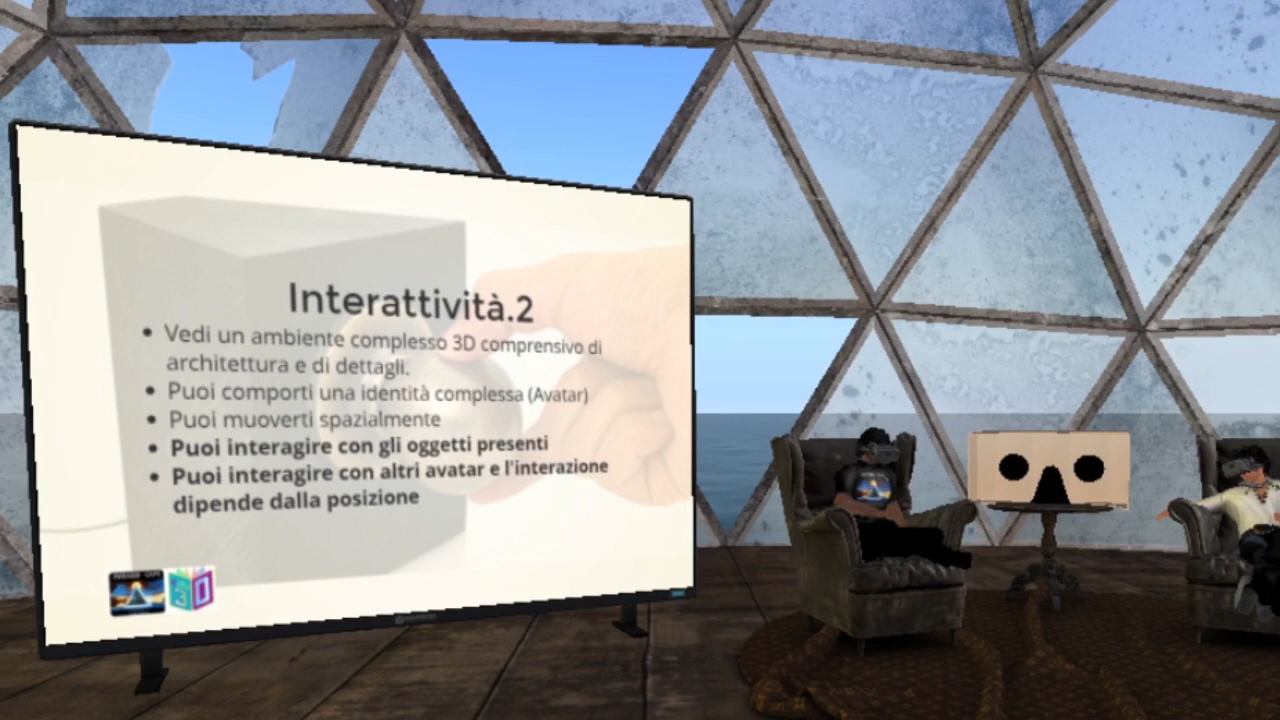 Interattività.2
• Vedi un ambiente complesso 3D comprensivo di
architettura e di dettagli.
• Puoi comporti una identità complessa (Avatar)
• Puoi muoverti spazialmente
• Puoi interagire con gli oggetti presenti
• Puoi interagire con altri avatar e l'interazione
dipende dalla posizione